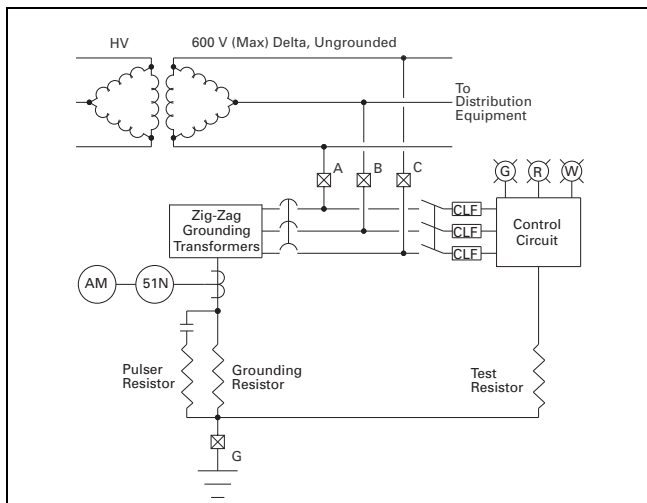 HV
600 V (Max) Delta, Ungrounded
To
Distribution
Equipment
A
B
C
G
R
W
Zig-Zag
Grounding
Transformers
CLF
CLF
CLF
Control
Circuit
AM
51N
Pulser
Resistor
Grounding
Resistor
Test
Resistor
G